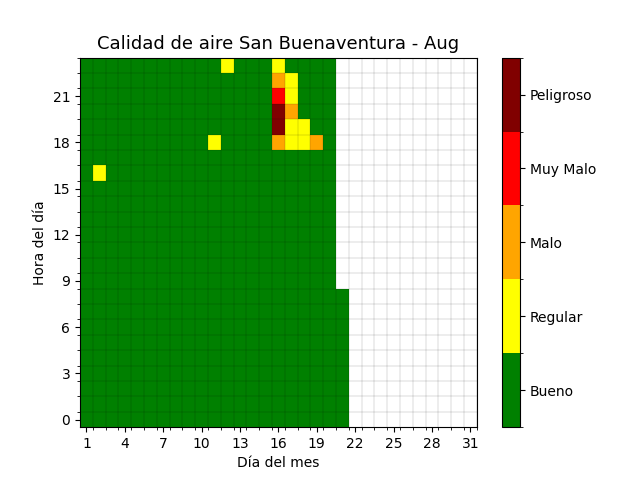 Calidad de aire San Buenaventura - Aug
21
18
15
12
9
6
3
0
Hora del día
1 4 7 10 13 16 19 22 25 28 31
Día del mes
Peligroso
Muy Malo
Malo
Regular
Bueno